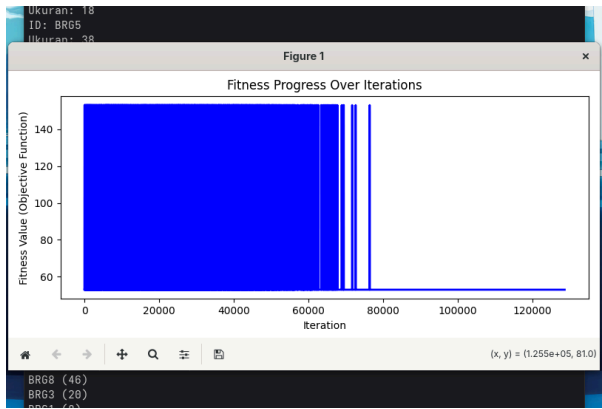 Ukuran: 18
ID: BRG5
Ukuran: 38
Figure 1
×
Fitness Progress Over Iterations
Fitness Value (Objective Function)
140
120
100
80
60
0 20000 40000 60000 80000 100000 120000
Iteration
(x, y) = (1.255e+05, 81.0)
BRG8 (46)
BRG3 (20)
BRG1 (9)